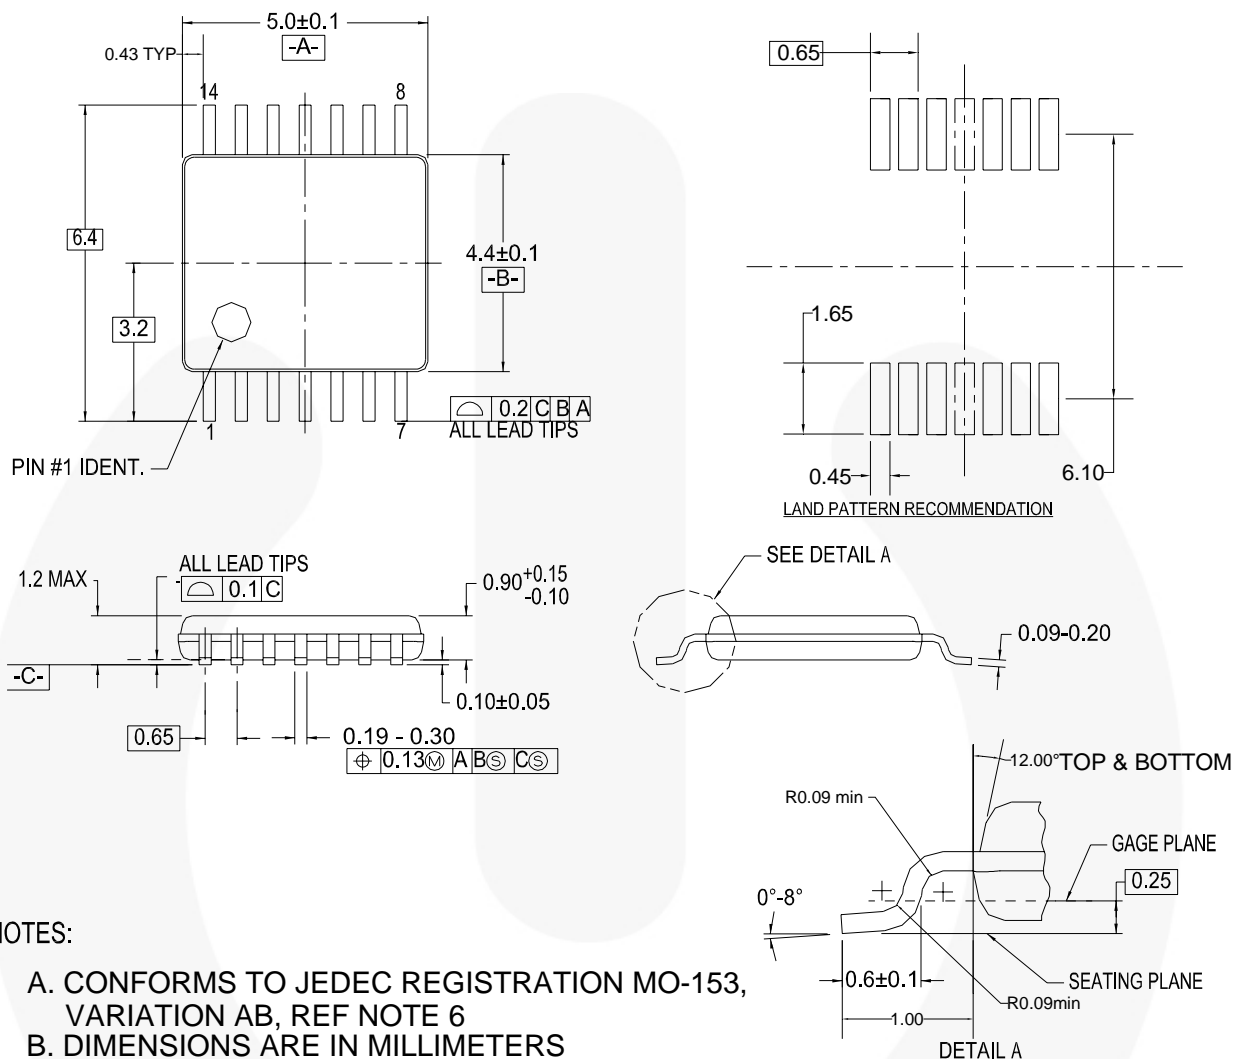 5.0±0.1
-A-
0.43 TYP
14
8
6.4
3.2
4.4±0.1
-B-
0.2 C B A
ALL LEAD TIPS
1
7
PIN #1 IDENT.
0.65
1.65
0.45
6.10
LAND PATTERN RECOMMENDATION
ALL LEAD TIPS
0.1 C
1.2 MAX
0.90 +0.15
-0.10
-C-
0.10±0.05
0.65
0.19 - 0.30
⌖ 0.13Ⓜ A BⓈ CⓈ
SEE DETAIL A
0.09-0.20
12.00° TOP & BOTTOM
R0.09 min
GAGE PLANE
0.25
0°-8°
0.6±0.1
SEATING PLANE
R0.09min
1.00
DETAIL A
NOTES:
A. CONFORMS TO JEDEC REGISTRATION MO-153,
VARIATION AB, REF NOTE 6
B. DIMENSIONS ARE IN MILLIMETERS